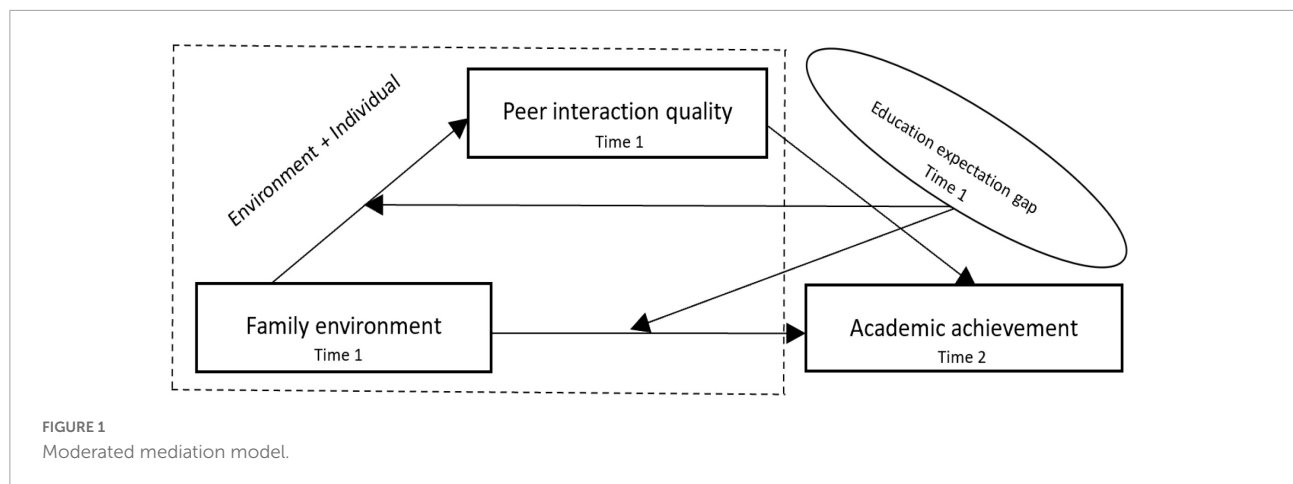 Environment + Individual
Peer interaction quality
Time 1
Education expectation gap
Time 1
Family environment
Time 1
Academic achievement
Time 2
FIGURE 1
Moderated mediation model.